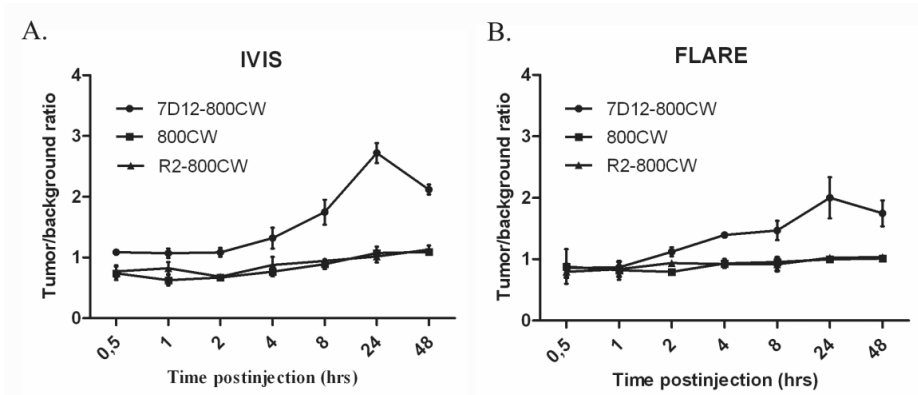 A.
IVIS
Tumor/background ratio
4
3
2
1
0
7D12-800CW
800CW
R2-800CW
0,5 1 2 4 8 24 48
Time postinjection (hrs)
B.
FLARE
Tumor/background ratio
4
3
2
1
0
7D12-800CW
800CW
R2-800CW
0,5 1 2 4 8 24 48
Time postinjection (hrs)